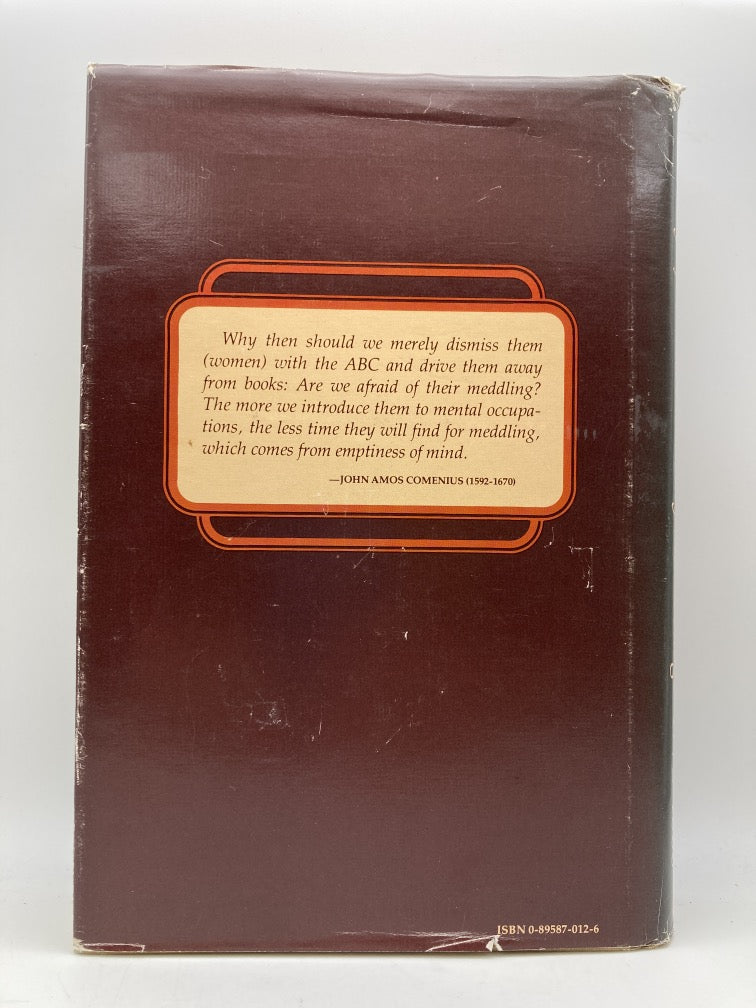 Why then should we merely dismiss them
(women) with the ABC and drive them away
from books: Are we afraid of their meddling?
The more we introduce them to mental occupa-
tions, the less time they will find for meddling,
which comes from emptiness of mind.
—JOHN AMOS COMENIUS (1592-1670)
ISBN 0-89587-012-6